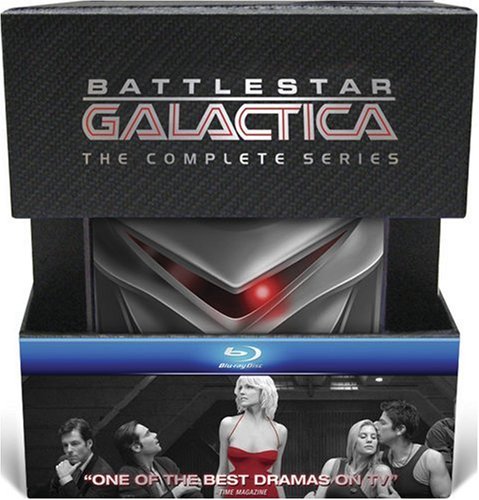 BATTLESTAR
GALACTICA
THE COMPLETE SERIES
Blu-ray Disc
"ONE OF THE BEST DRAMAS ON TV"
TIME MAGAZINE